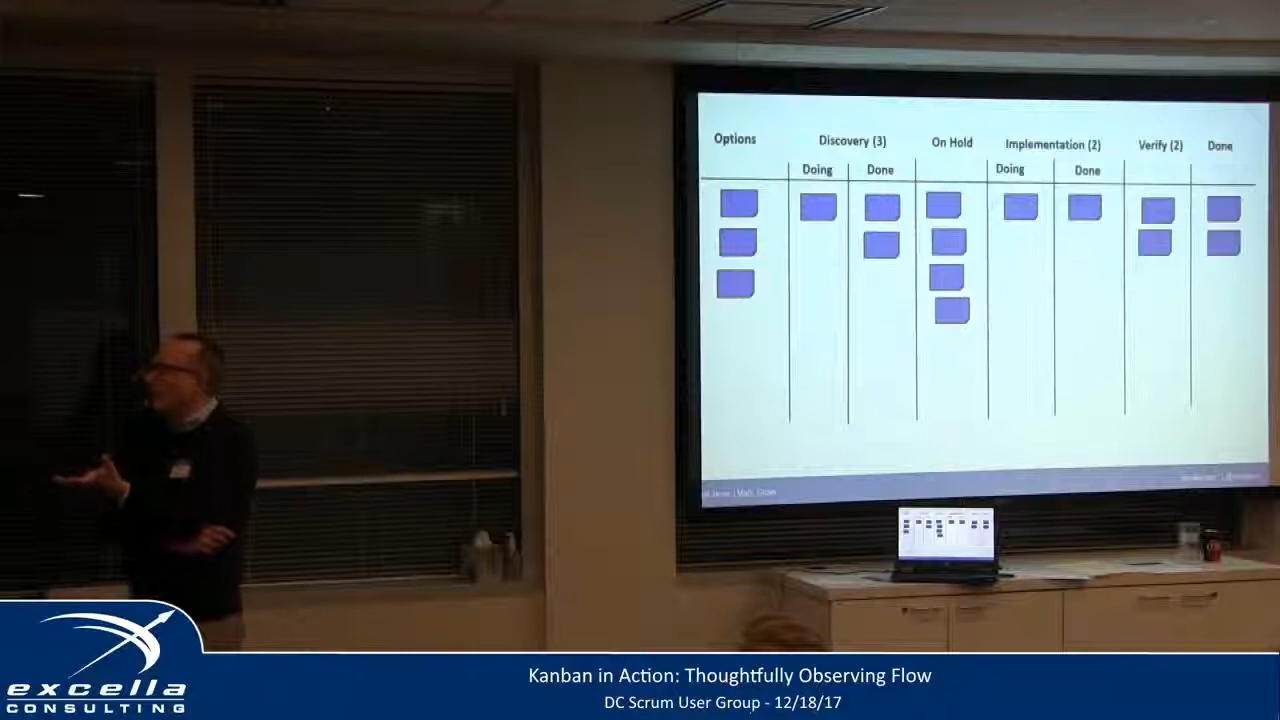 Options
Discovery (3)
On Hold
Implementation (2)
Verify (2)
Done
Doing
Done
Doing
Done
excella
CONSULTING
Kanban in Action: Thoughtfully Observing Flow
DC Scrum User Group - 12/18/17